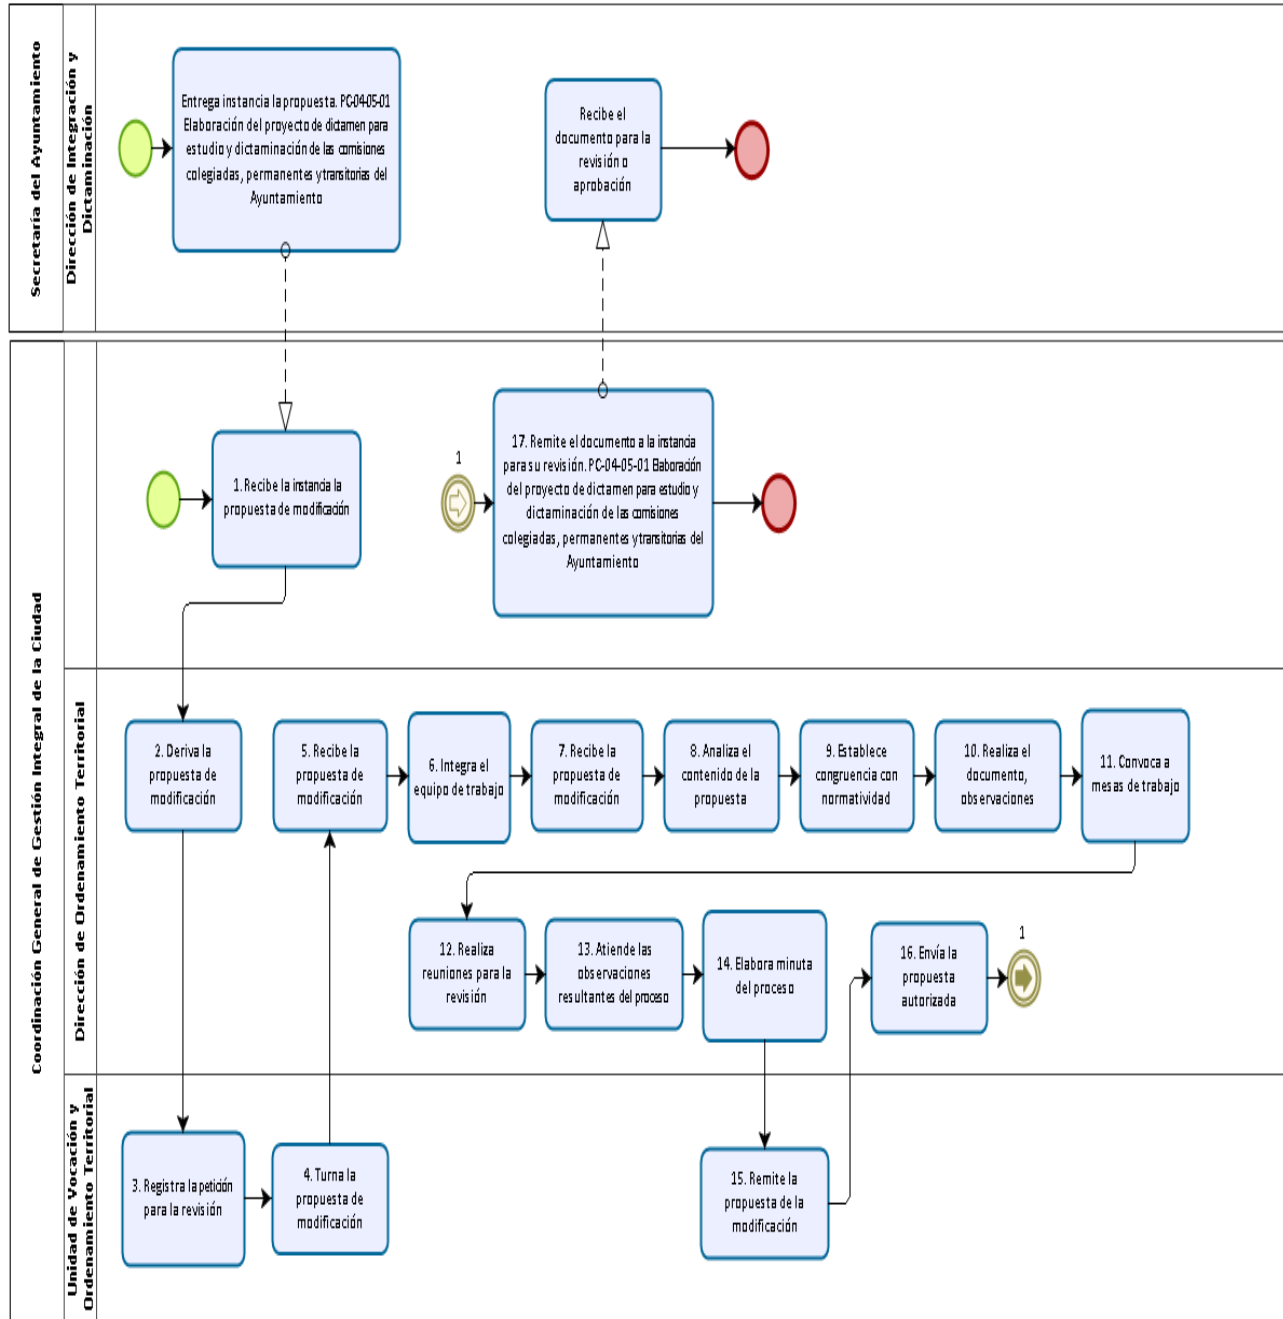 Secretaría del Ayuntamiento
Dirección de Integración y
Dictaminación
Entrega instancia la propuesta. PC-04-05-01
Elaboración del proyecto de dictamen para
estudio y dictaminación de las comisiones
colegiadas, permanentes y transitorias del
Ayuntamiento
Recibe el
documento para la
revisión o
aprobación
Coordinación General de Gestión Integral de la Ciudad
1. Recibe la instancia la
propuesta de modificación
1
17. Remite el documento a la instancia
para su revisión. PC-04-05-01 Elaboración
del proyecto de dictamen para estudio y
dictaminación de las comisiones
colegiadas, permanentes y transitorias del
Ayuntamiento
Dirección de Ordenamiento Territorial
2. Deriva la
propuesta de
modificación
5. Recibe la
propuesta de
modificación
6. Integra el
equipo de trabajo
7. Recibe la
propuesta de
modificación
8. Analiza el
contenido de la
propuesta
9. Establece
congruencia con
normatividad
10. Realiza el
documento,
observaciones
11. Convoca a
mesas de trabajo
12. Realiza
reuniones para la
revisión
13. Atiende las
observaciones
resultantes del proceso
14. Elabora minuta
del proceso
16. Envía la
propuesta
autorizada
1
Unidad de Vocación y
Ordenamiento Territorial
3. Registra la petición
para la revisión
4. Turna la
propuesta de
modificación
15. Remite la
propuesta de la
modificación